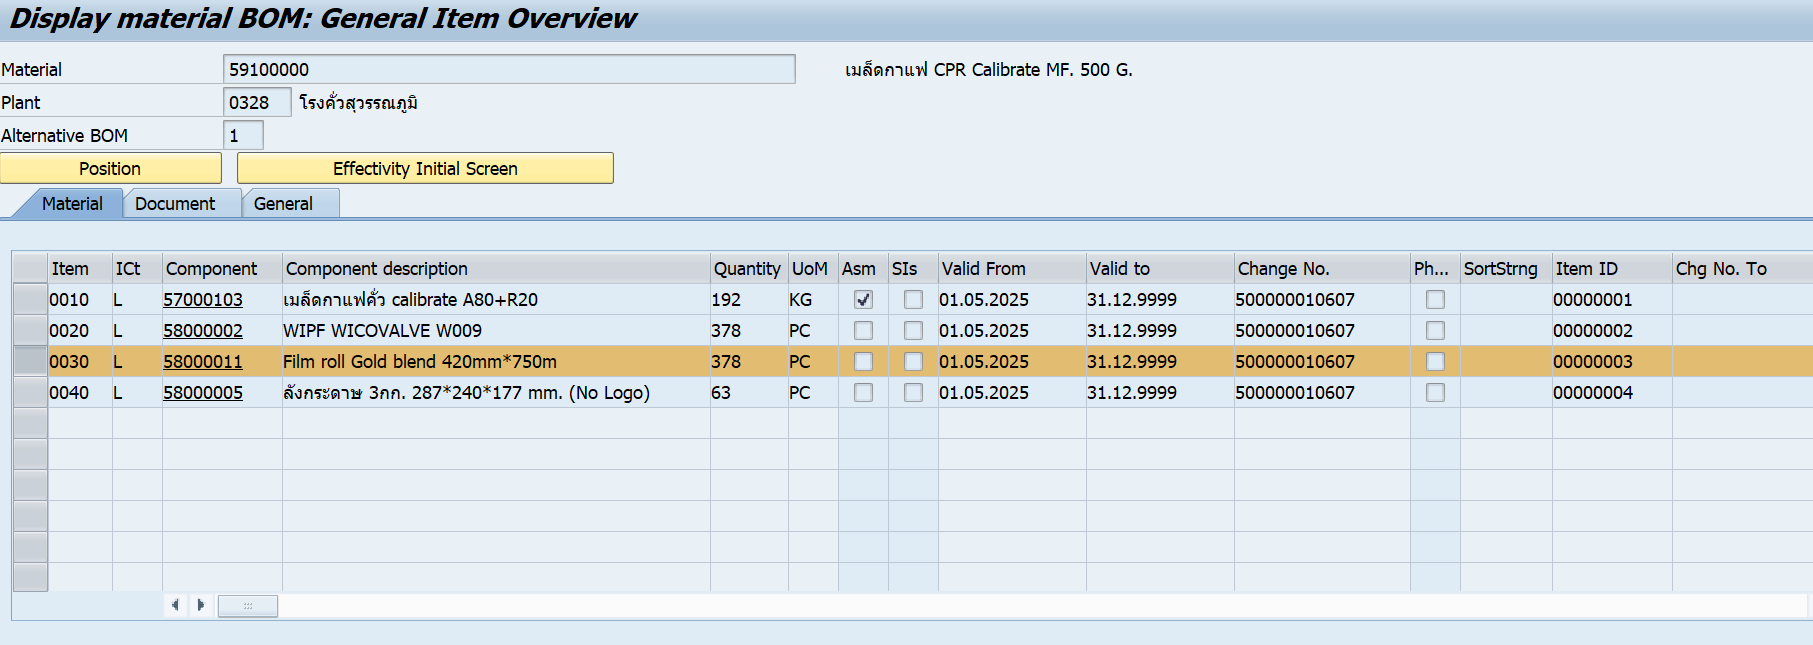 Display material BOM: General Item Overview
Material 59100000 เมล็ดกาแฟ CPR Calibrate MF. 500 G.
Plant 0328 โรงคั่วสุวรรณภูมิ
Alternative BOM 1
Position Effectivity Initial Screen
Material Document General
Item ICt Component Component description Quantity UoM Asm SIs Valid From Valid to Change No. Ph... SortStrng Item ID Chg No. To
0010 L 57000103 เมล็ดกาแฟคั่ว calibrate A80+R20 192 KG 01.05.2025 31.12.9999 500000010607 00000001
0020 L 58000002 WIPF WICOVALVE W009 378 PC 01.05.2025 31.12.9999 500000010607 00000002
0030 L 58000011 Film roll Gold blend 420mm*750m 378 PC 01.05.2025 31.12.9999 500000010607 00000003
0040 L 58000005 ลังกระดาษ 3กก. 287*240*177 mm. (No Logo) 63 PC 01.05.2025 31.12.9999 500000010607 00000004